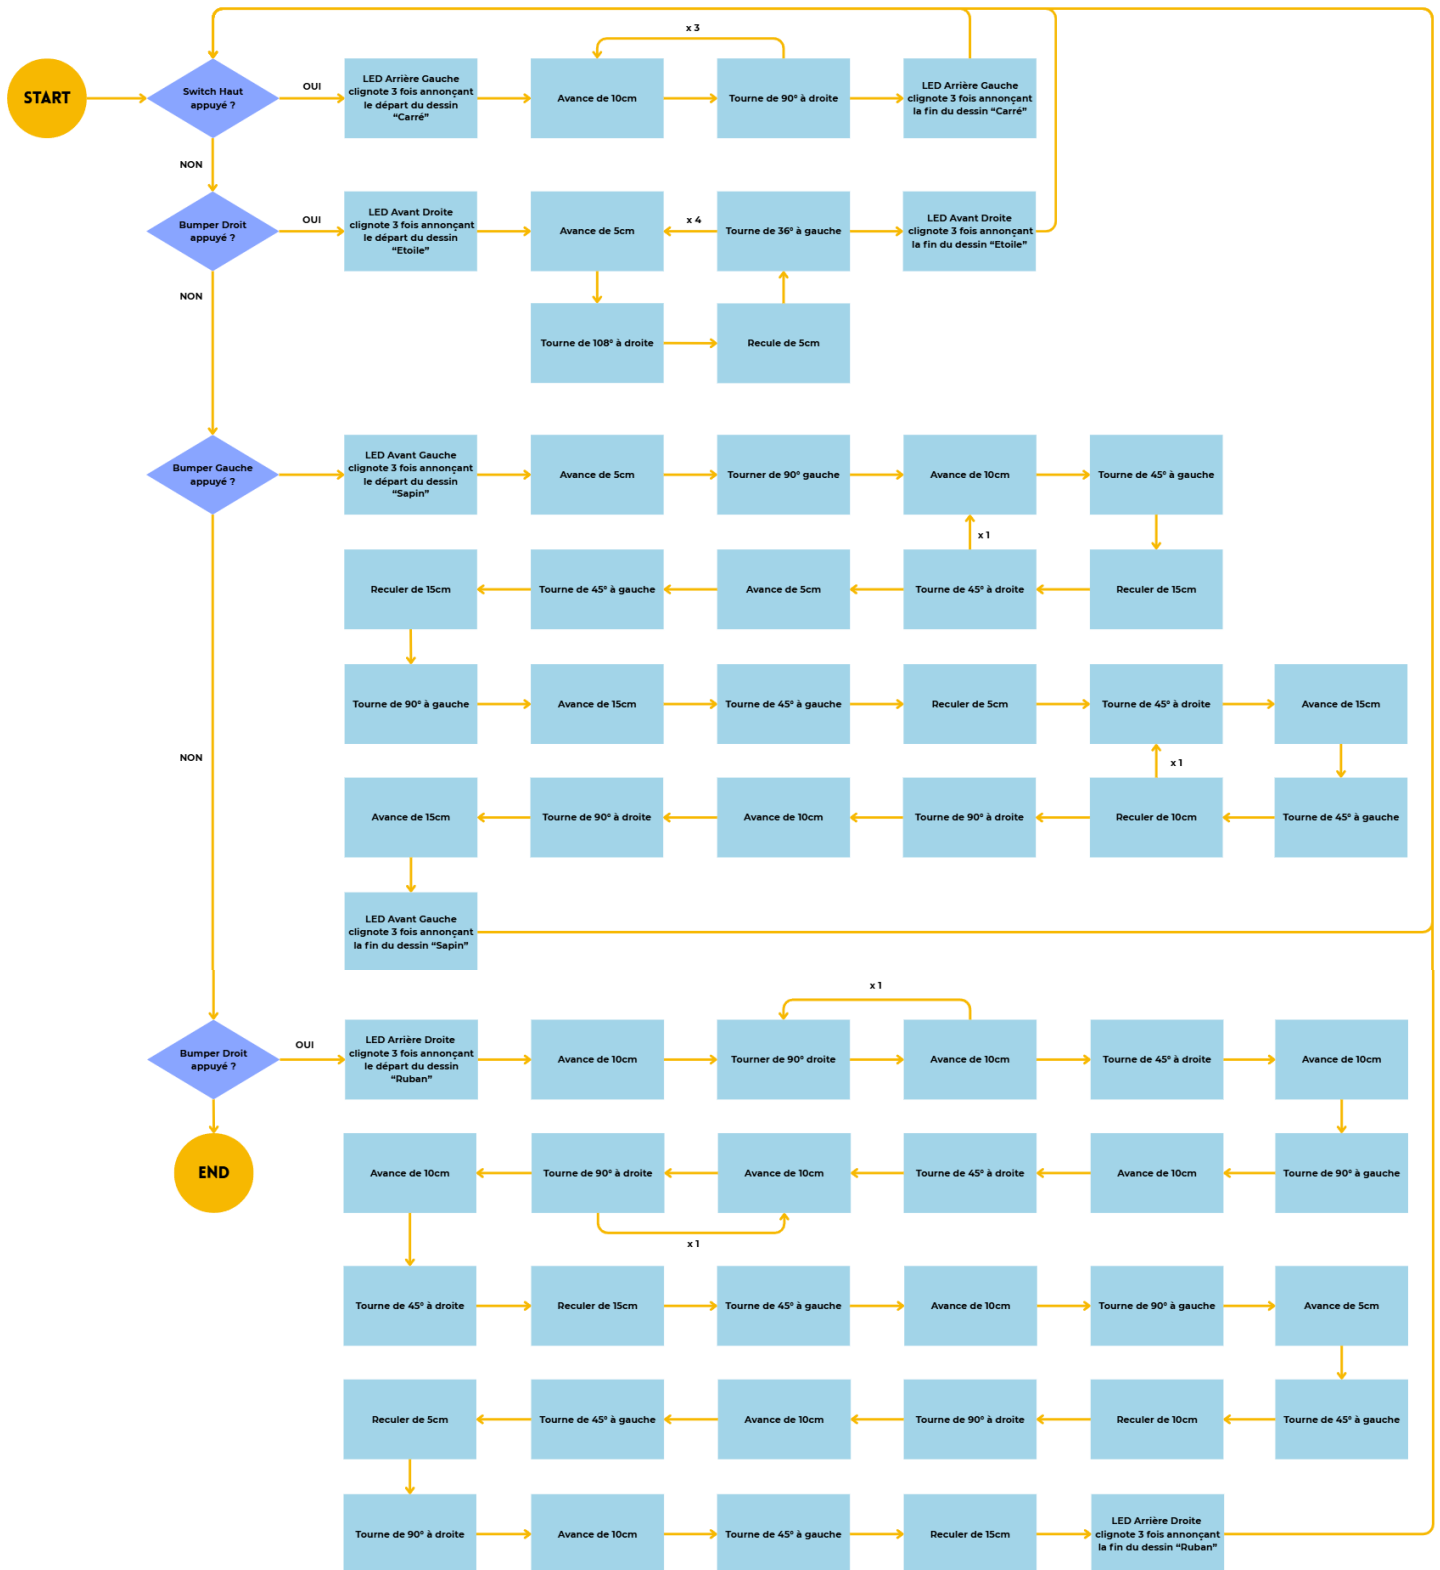 x 3
START
Switch Haut
appuyé ?
OUI
LED Arrière Gauche
clignote 3 fois annonçant
le départ du dessin
“Carré”
Avance de 10cm
Tourne de 90° à droite
LED Arrière Gauche
clignote 3 fois annonçant
la fin du dessin “Carré”
NON
Bumper Droit
appuyé ?
OUI
LED Avant Droite
clignote 3 fois annonçant
le départ du dessin
“Etoile”
Avance de 5cm
x 4
Tourne de 36° à gauche
LED Avant Droite
clignote 3 fois annonçant
la fin du dessin “Etoile”
NON
Tourne de 108° à droite
Recule de 5cm
Bumper Gauche
appuyé ?
LED Avant Gauche
clignote 3 fois annonçant
le départ du dessin
“Sapin”
Avance de 5cm
Tourner de 90° gauche
Avance de 10cm
Tourne de 45° à gauche
x 1
Reculer de 15cm
Tourne de 45° à gauche
Avance de 5cm
Tourne de 45° à droite
Reculer de 15cm
Tourne de 90° à gauche
Avance de 15cm
Tourne de 45° à gauche
Reculer de 5cm
Tourne de 45° à droite
Avance de 15cm
NON
x 1
Avance de 15cm
Tourne de 90° à droite
Avance de 10cm
Tourne de 90° à droite
Reculer de 10cm
Tourne de 45° à gauche
LED Avant Gauche
clignote 3 fois annonçant
la fin du dessin “Sapin”
x 1
Bumper Droit
appuyé ?
OUI
LED Arrière Droite
clignote 3 fois annonçant
le départ du dessin
“Ruban”
Avance de 10cm
Tourner de 90° droite
Avance de 10cm
Tourne de 45° à droite
Avance de 10cm
END
Avance de 10cm
Tourne de 90° à droite
Avance de 10cm
Tourne de 45° à droite
Avance de 10cm
Tourne de 90° à gauche
x 1
Tourne de 45° à droite
Reculer de 15cm
Tourne de 45° à gauche
Avance de 10cm
Tourne de 90° à gauche
Avance de 5cm
Reculer de 5cm
Tourne de 45° à gauche
Avance de 10cm
Tourne de 90° à droite
Reculer de 10cm
Tourne de 45° à gauche
Tourne de 90° à droite
Avance de 10cm
Tourne de 45° à gauche
Reculer de 15cm
LED Arrière Droite
clignote 3 fois annonçant
la fin du dessin “Ruban”